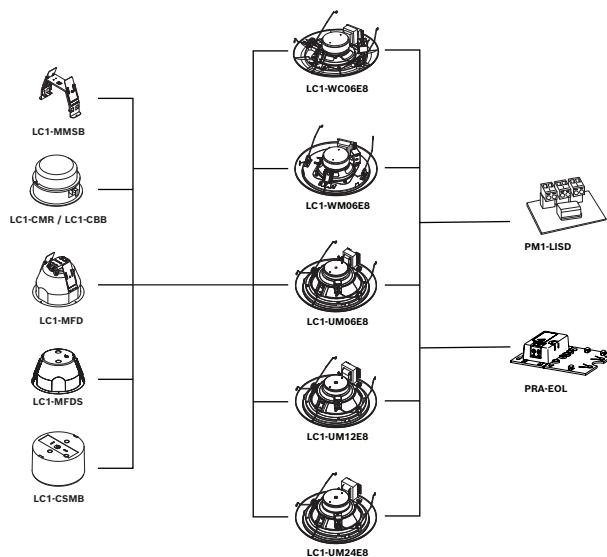 LC1-MMSB
LC1-CMR / LC1-CBB
LC1-MFD
LC1-MFDS
LC1-CSMB
LC1-WC06E8
LC1-WM06E8
LC1-UM06E8
LC1-UM12E8
LC1-UM24E8
PM1-LISD
PRA-EOL